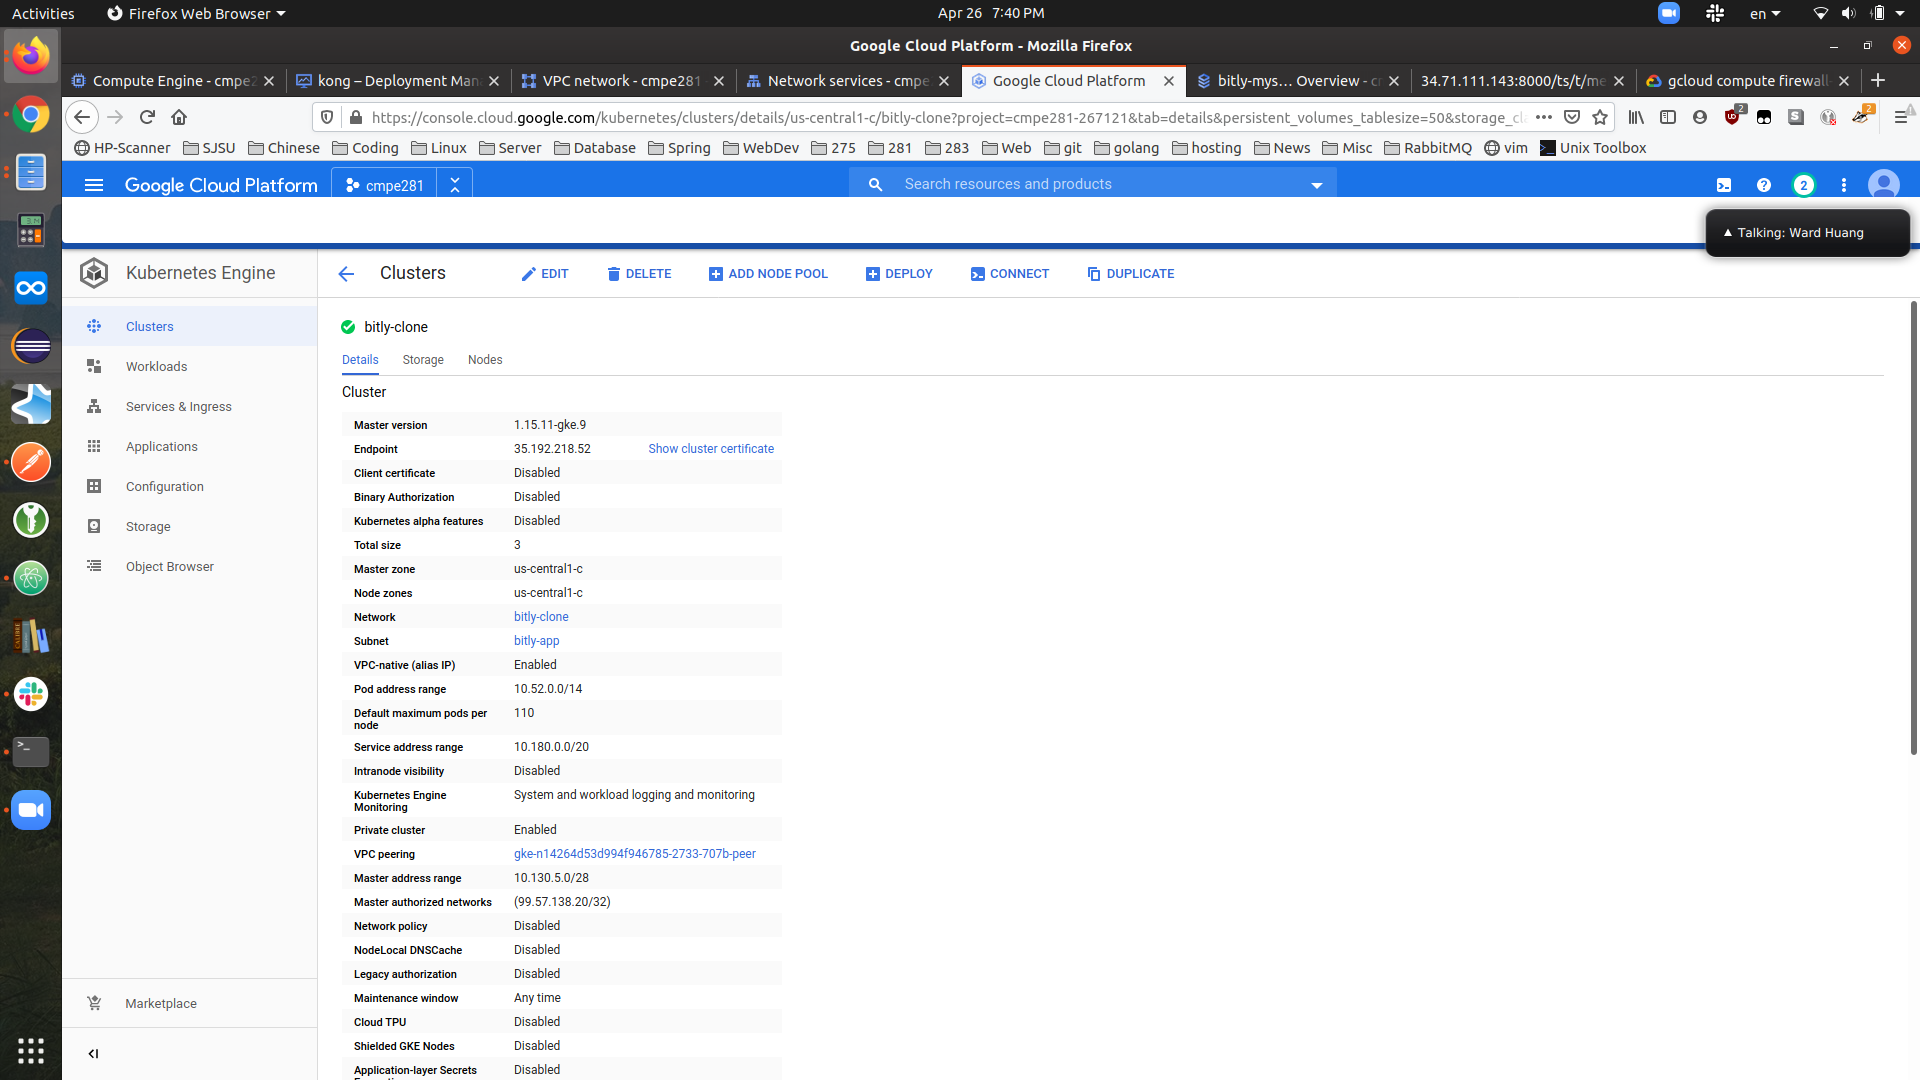 Activities Firefox Web Browser Apr 26 7:40 PM en
Google Cloud Platform - Mozilla Firefox
Compute Engine - cmpe2 kong – Deployment Man VPC network - cmpe281 Network services - cmpe Google Cloud Platform bitly-mys… Overview - c 34.71.111.143:8000/ts/t/me gcloud compute firewall
https://console.cloud.google.com/kubernetes/clusters/details/us-central1-c/bitly-clone?project=cmpe281-267121&tab=details&persistent_volumes_tablesize=50&storage_cl 2 2
HP-Scanner SJSU Chinese Coding Linux Server Database Spring WebDev 275 281 283 Web git golang hosting News Misc RabbitMQ vim Unix Toolbox
Google Cloud Platform cmpe281 Search resources and products 2
Talking: Ward Huang
Kubernetes Engine Clusters EDIT DELETE ADD NODE POOL DEPLOY CONNECT DUPLICATE
Clusters
Workloads
Services & Ingress
Applications
Configuration
Storage
Object Browser
Marketplace
bitly-clone
Details Storage Nodes
Cluster
Master version 1.15.11-gke.9
Endpoint 35.192.218.52 Show cluster certificate
Client certificate Disabled
Binary Authorization Disabled
Kubernetes alpha features Disabled
Total size 3
Master zone us-central1-c
Node zones us-central1-c
Network bitly-clone
Subnet bitly-app
VPC-native (alias IP) Enabled
Pod address range 10.52.0.0/14
Default maximum pods per node 110
Service address range 10.180.0.0/20
Intranode visibility Disabled
Kubernetes Engine Monitoring System and workload logging and monitoring
Private cluster Enabled
VPC peering gke-n14264d53d994f946785-2733-707b-peer
Master address range 10.130.5.0/28
Master authorized networks (99.57.138.20/32)
Network policy Disabled
NodeLocal DNSCache Disabled
Legacy authorization Disabled
Maintenance window Any time
Cloud TPU Disabled
Shielded GKE Nodes Disabled
Application-layer Secrets Disabled